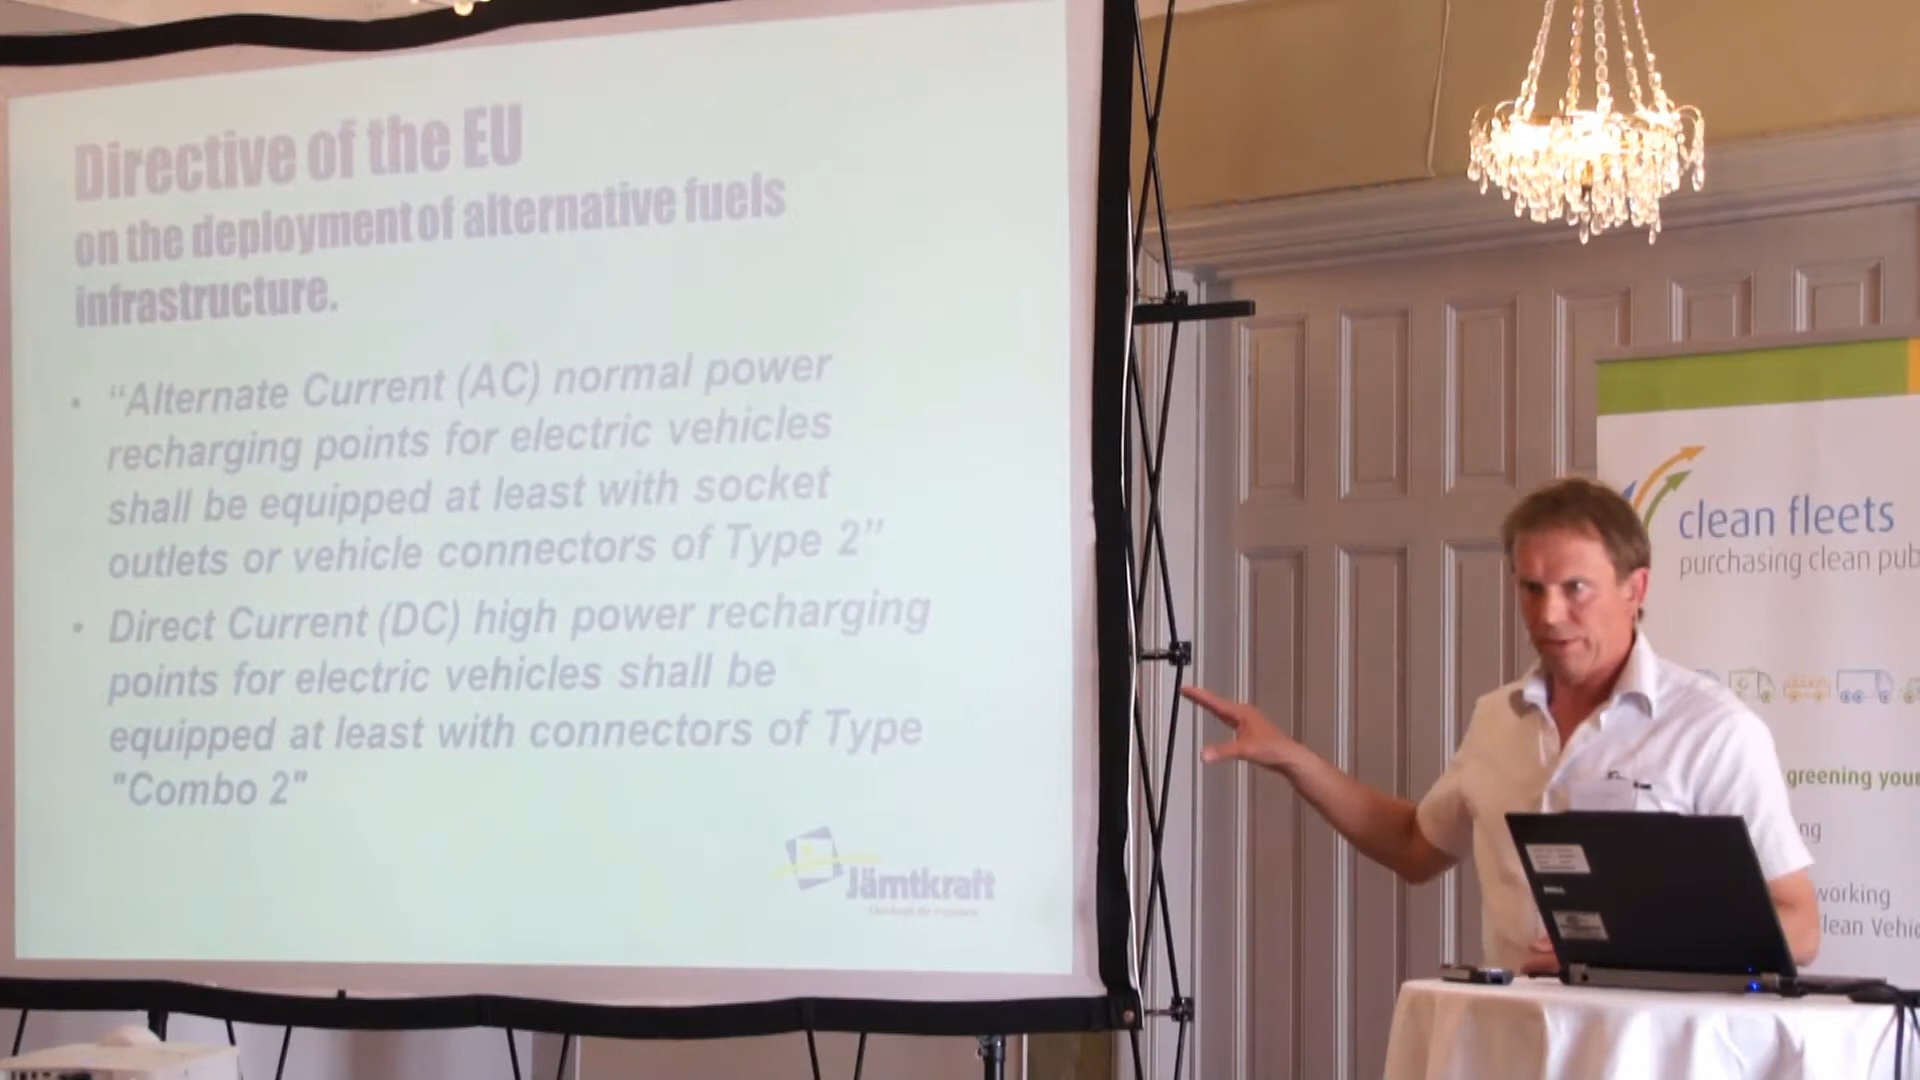 Directive of the EU
on the deployment of alternative fuels
infrastructure.
• “Alternate Current (AC) normal power
recharging points for electric vehicles
shall be equipped at least with socket
outlets or vehicle connectors of Type 2”
• Direct Current (DC) high power recharging
points for electric vehicles shall be
equipped at least with connectors of Type
"Combo 2"
Jämtkraft
clean fleets
purchasing clean pub
greening your
ng
working
lean Vehic
DELL